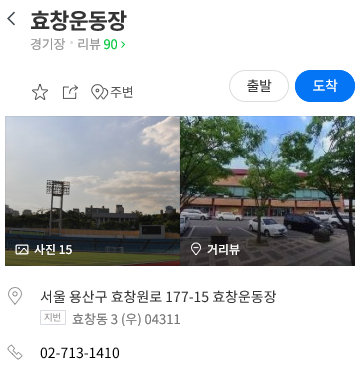 효창운동장
경기장 · 리뷰 90 >
주변
출발
도착
사진 15
거리뷰
서울 용산구 효창원로 177-15 효창운동장
지번 효창동 3 (우) 04311
02-713-1410